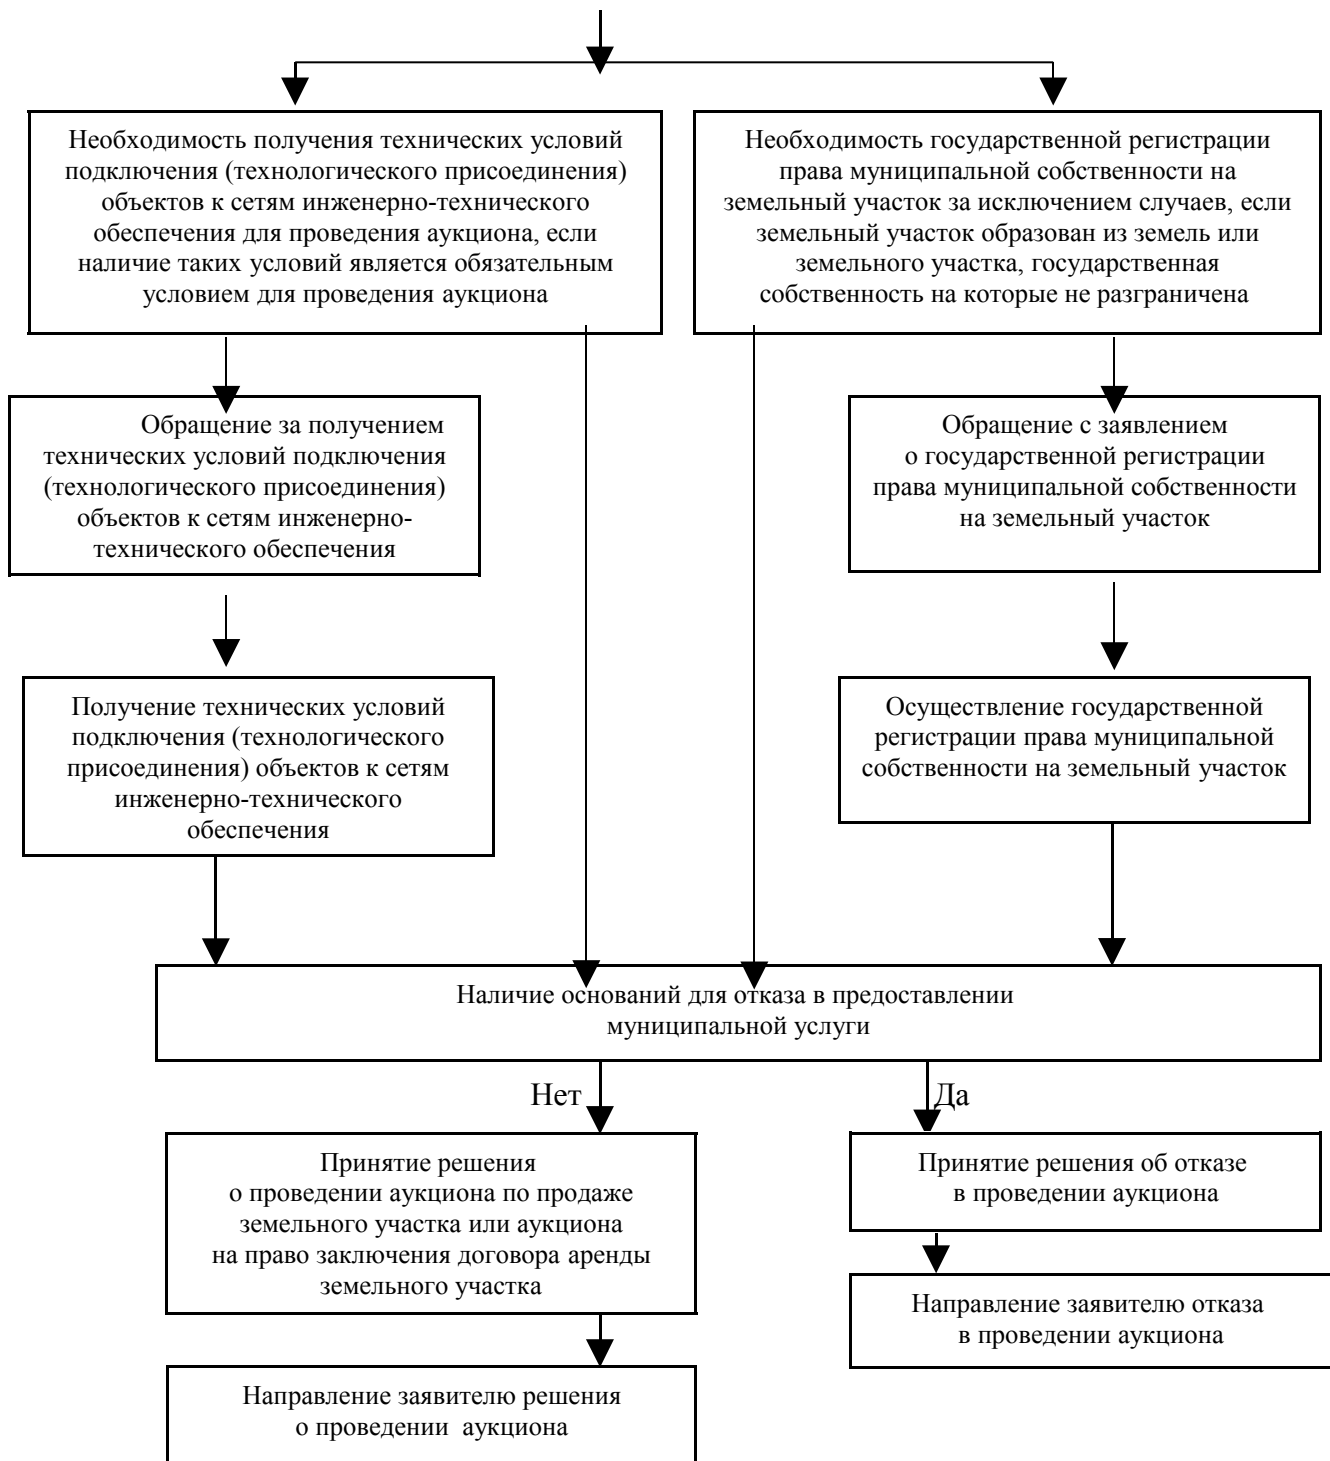 Необходимость получения технических условий
подключения (технологического присоединения)
объектов к сетям инженерно-технического
обеспечения для проведения аукциона, если
наличие таких условий является обязательным
условием для проведения аукциона
Необходимость государственной регистрации
права муниципальной собственности на
земельный участок за исключением случаев, если
земельный участок образован из земель или
земельного участка, государственная
собственность на которые не разграничена
Обращение за получением
технических условий подключения
(технологического присоединения)
объектов к сетям инженерно-
технического обеспечения
Обращение с заявлением
о государственной регистрации
права муниципальной собственности
на земельный участок
Получение технических условий
подключения (технологического
присоединения) объектов к сетям
инженерно-технического
обеспечения
Осуществление государственной
регистрации права муниципальной
собственности на земельный участок
Наличие оснований для отказа в предоставлении
муниципальной услуги
Нет
Да
Принятие решения
о проведении аукциона по продаже
земельного участка или аукциона
на право заключения договора аренды
земельного участка
Принятие решения об отказе
в проведении аукциона
Направление заявителю отказа
в проведении аукциона
Направление заявителю решения
о проведении аукциона